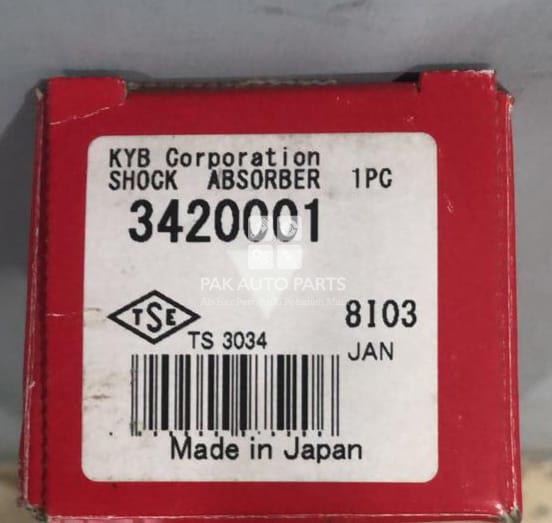 KYB Corporation
SHOCK ABSORBER 1PC
3420001
PAK AUTO PARTS
TSE
8I03
TS 3034
JAN
Made in Japan